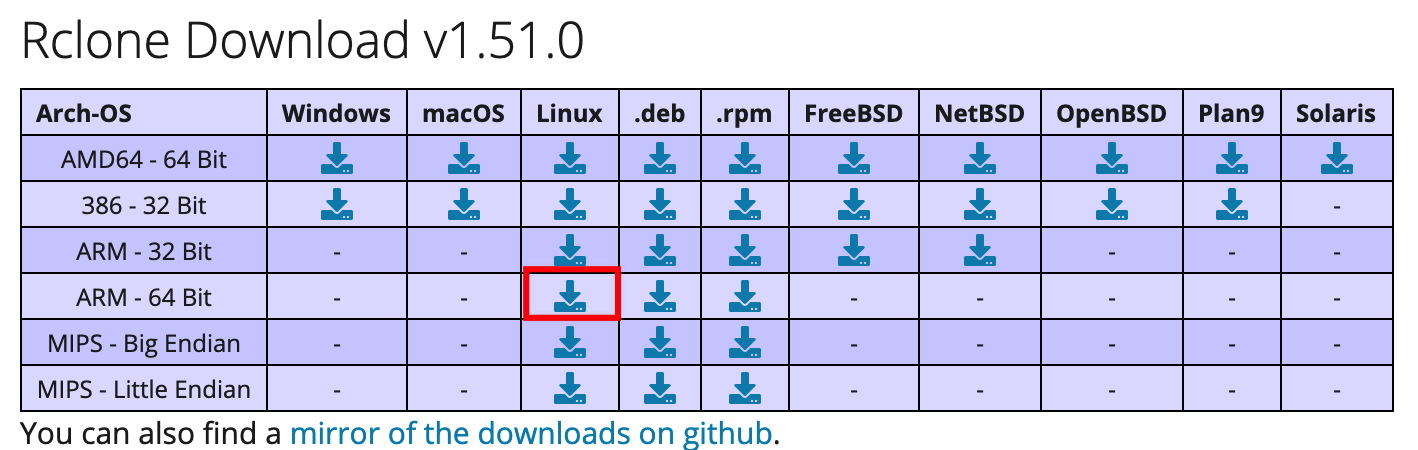 Rclone Download v1.51.0
Arch-OS Windows macOS Linux .deb .rpm FreeBSD NetBSD OpenBSD Plan9 Solaris
AMD64 - 64 Bit
386 - 32 Bit -
ARM - 32 Bit - - - - -
ARM - 64 Bit - - - - - - -
MIPS - Big Endian - - - - - - -
MIPS - Little Endian - - - - - - -
You can also find a mirror of the downloads on github.